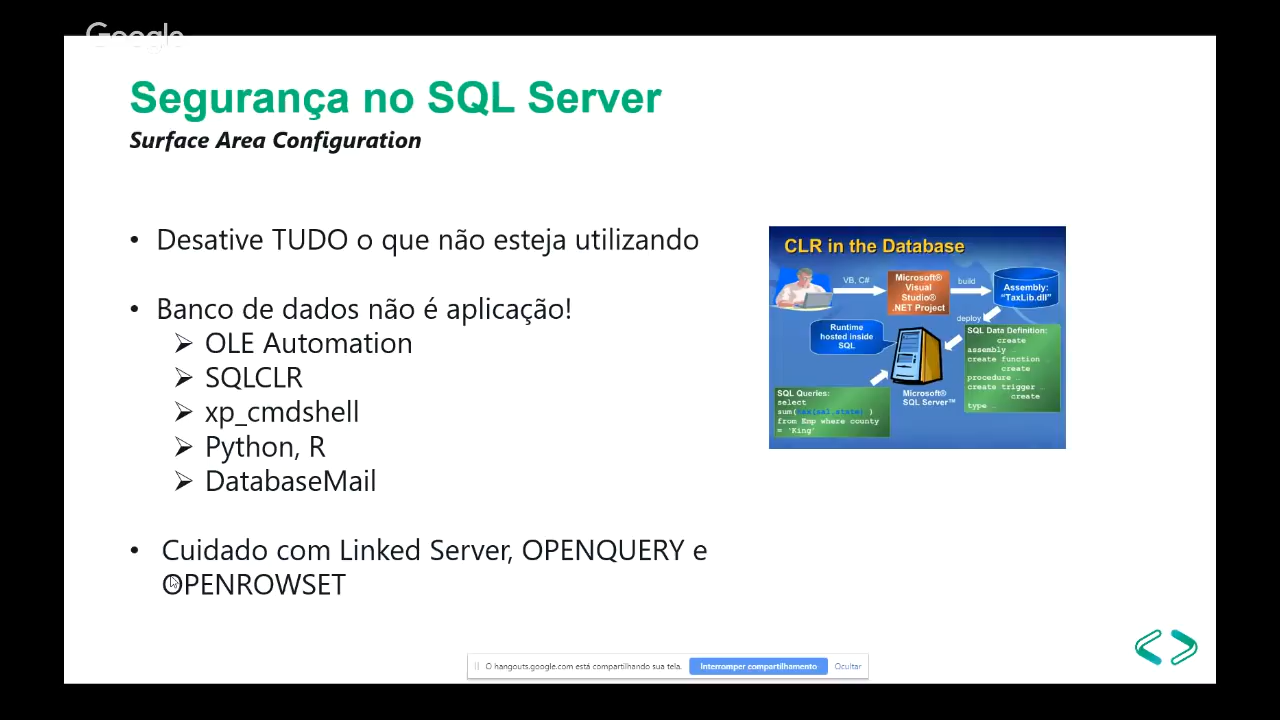 Google
Segurança no SQL Server
Surface Area Configuration
• Desative TUDO o que não esteja utilizando
• Banco de dados não é aplicação!
➢ OLE Automation
➢ SQLCLR
➢ xp_cmdshell
➢ Python, R
➢ DatabaseMail
• Cuidado com Linked Server, OPENQUERY e
OPENROWSET
CLR in the Database
VB, C#
Microsoft®
Visual
Studio®
.NET Project
build
Assembly:
"TaxLib.dll"
deploy
Runtime
hosted inside
SQL
SQL Data Definition:
create
assembly …
create function …
create
procedure …
create trigger …
create
type …
Microsoft®
SQL Server™
SQL Queries:
select
sum(tax(sal,state) )
from Emp where county
= 'King'
O hangouts.google.com está compartilhando sua tela.
Interromper compartilhamento
Ocultar